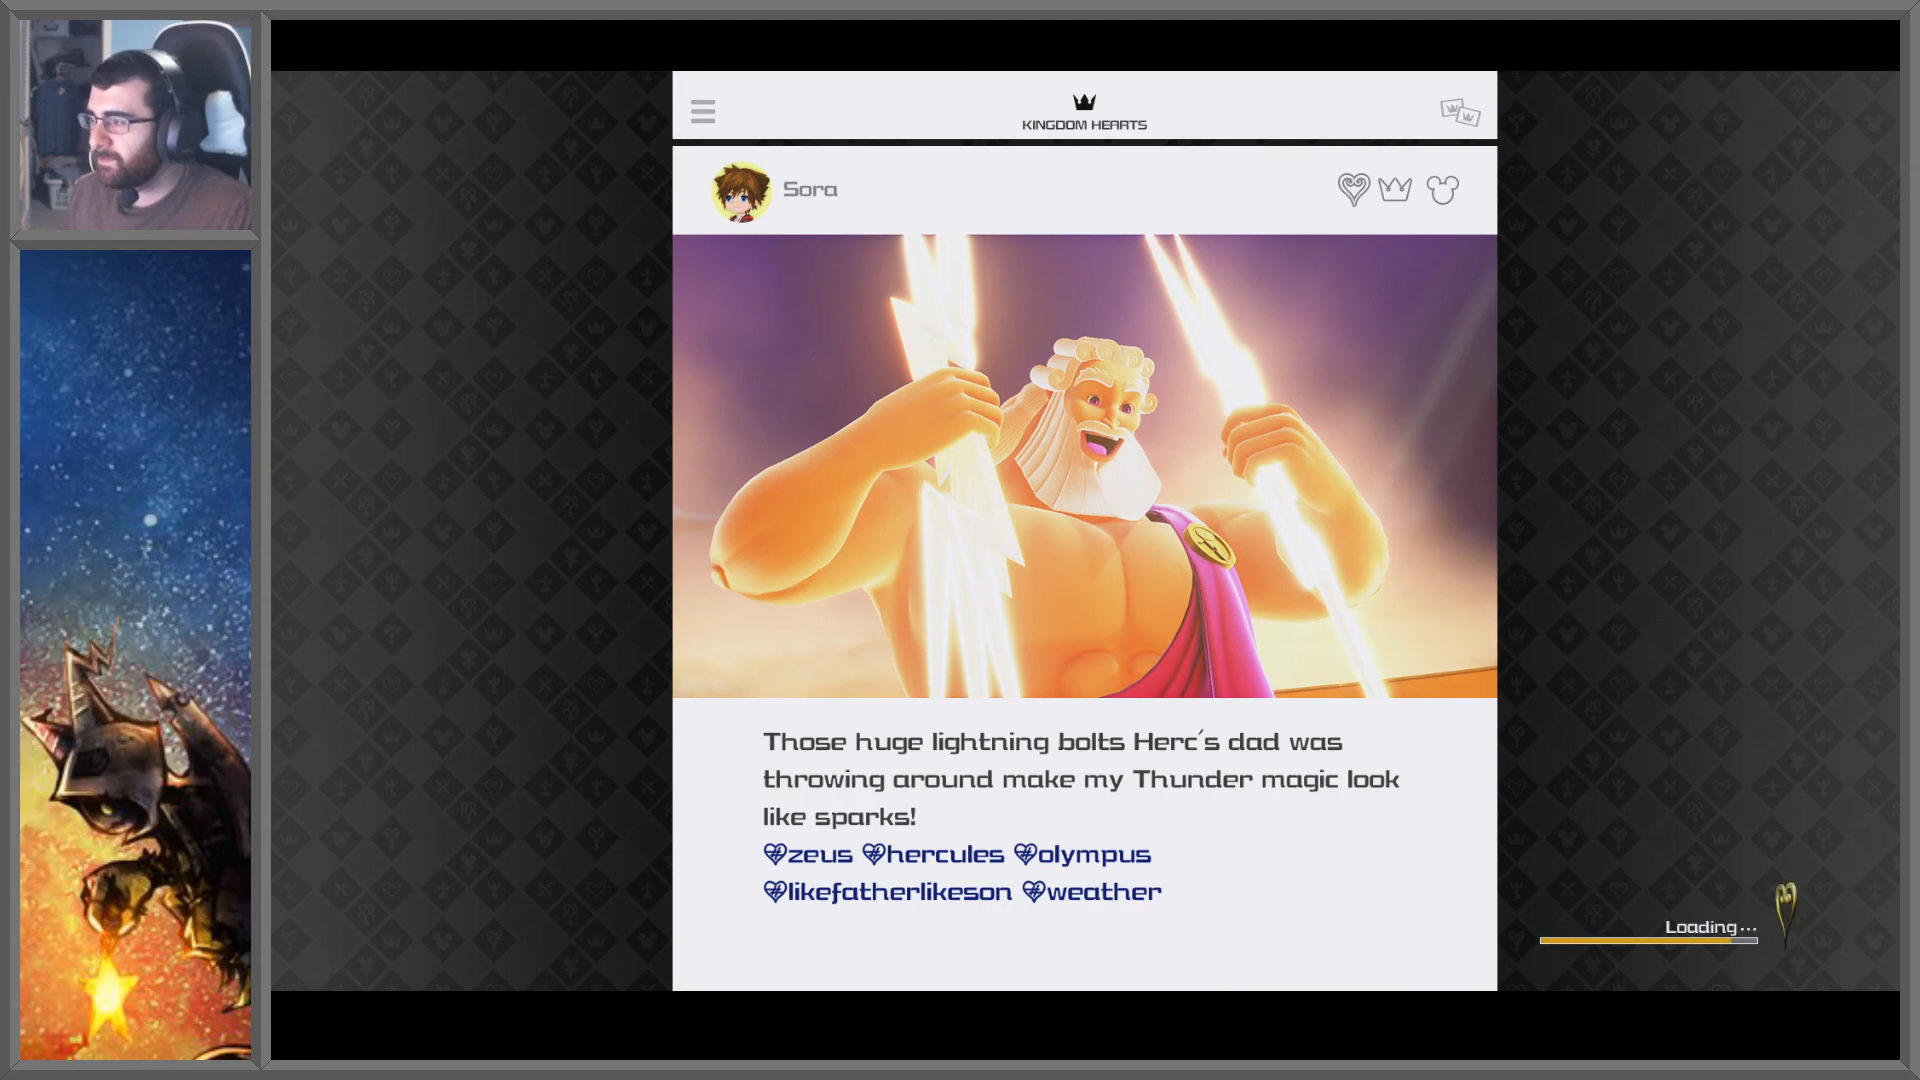 KINGDOM HEARTS
Sora
Those huge lightning bolts Herc's dad was
throwing around make my Thunder magic look
like sparks!
#zeus #hercules #olympus
#likefatherlikeson #weather
Loading...